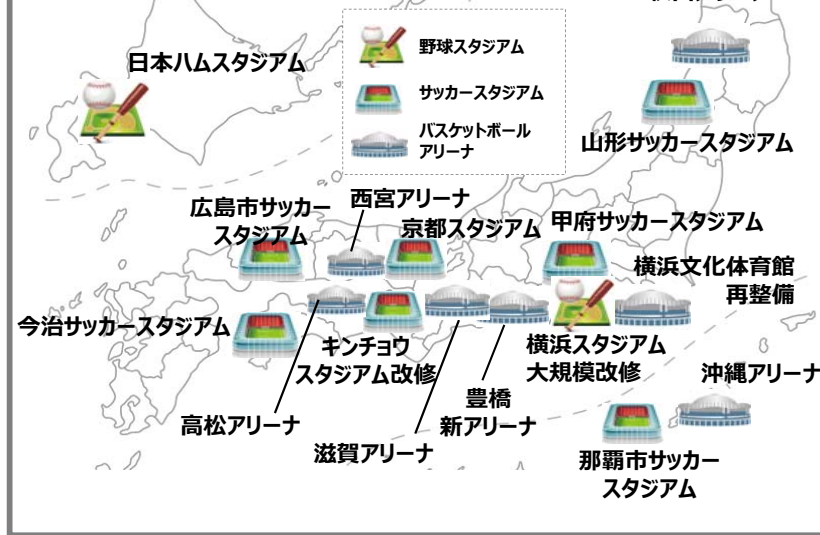 日本ハムスタジアム
野球スタジアム
サッカースタジアム
バスケットボール
アリーナ
山形サッカースタジアム
広島市サッカー
スタジアム
西宮アリーナ
京都スタジアム
甲府サッカースタジアム
横浜文化体育館
再整備
今治サッカースタジアム
キンチョウ
スタジアム改修
横浜スタジアム
大規模改修
沖縄アリーナ
高松アリーナ
滋賀アリーナ
豊橋
新アリーナ
那覇市サッカー
スタジアム